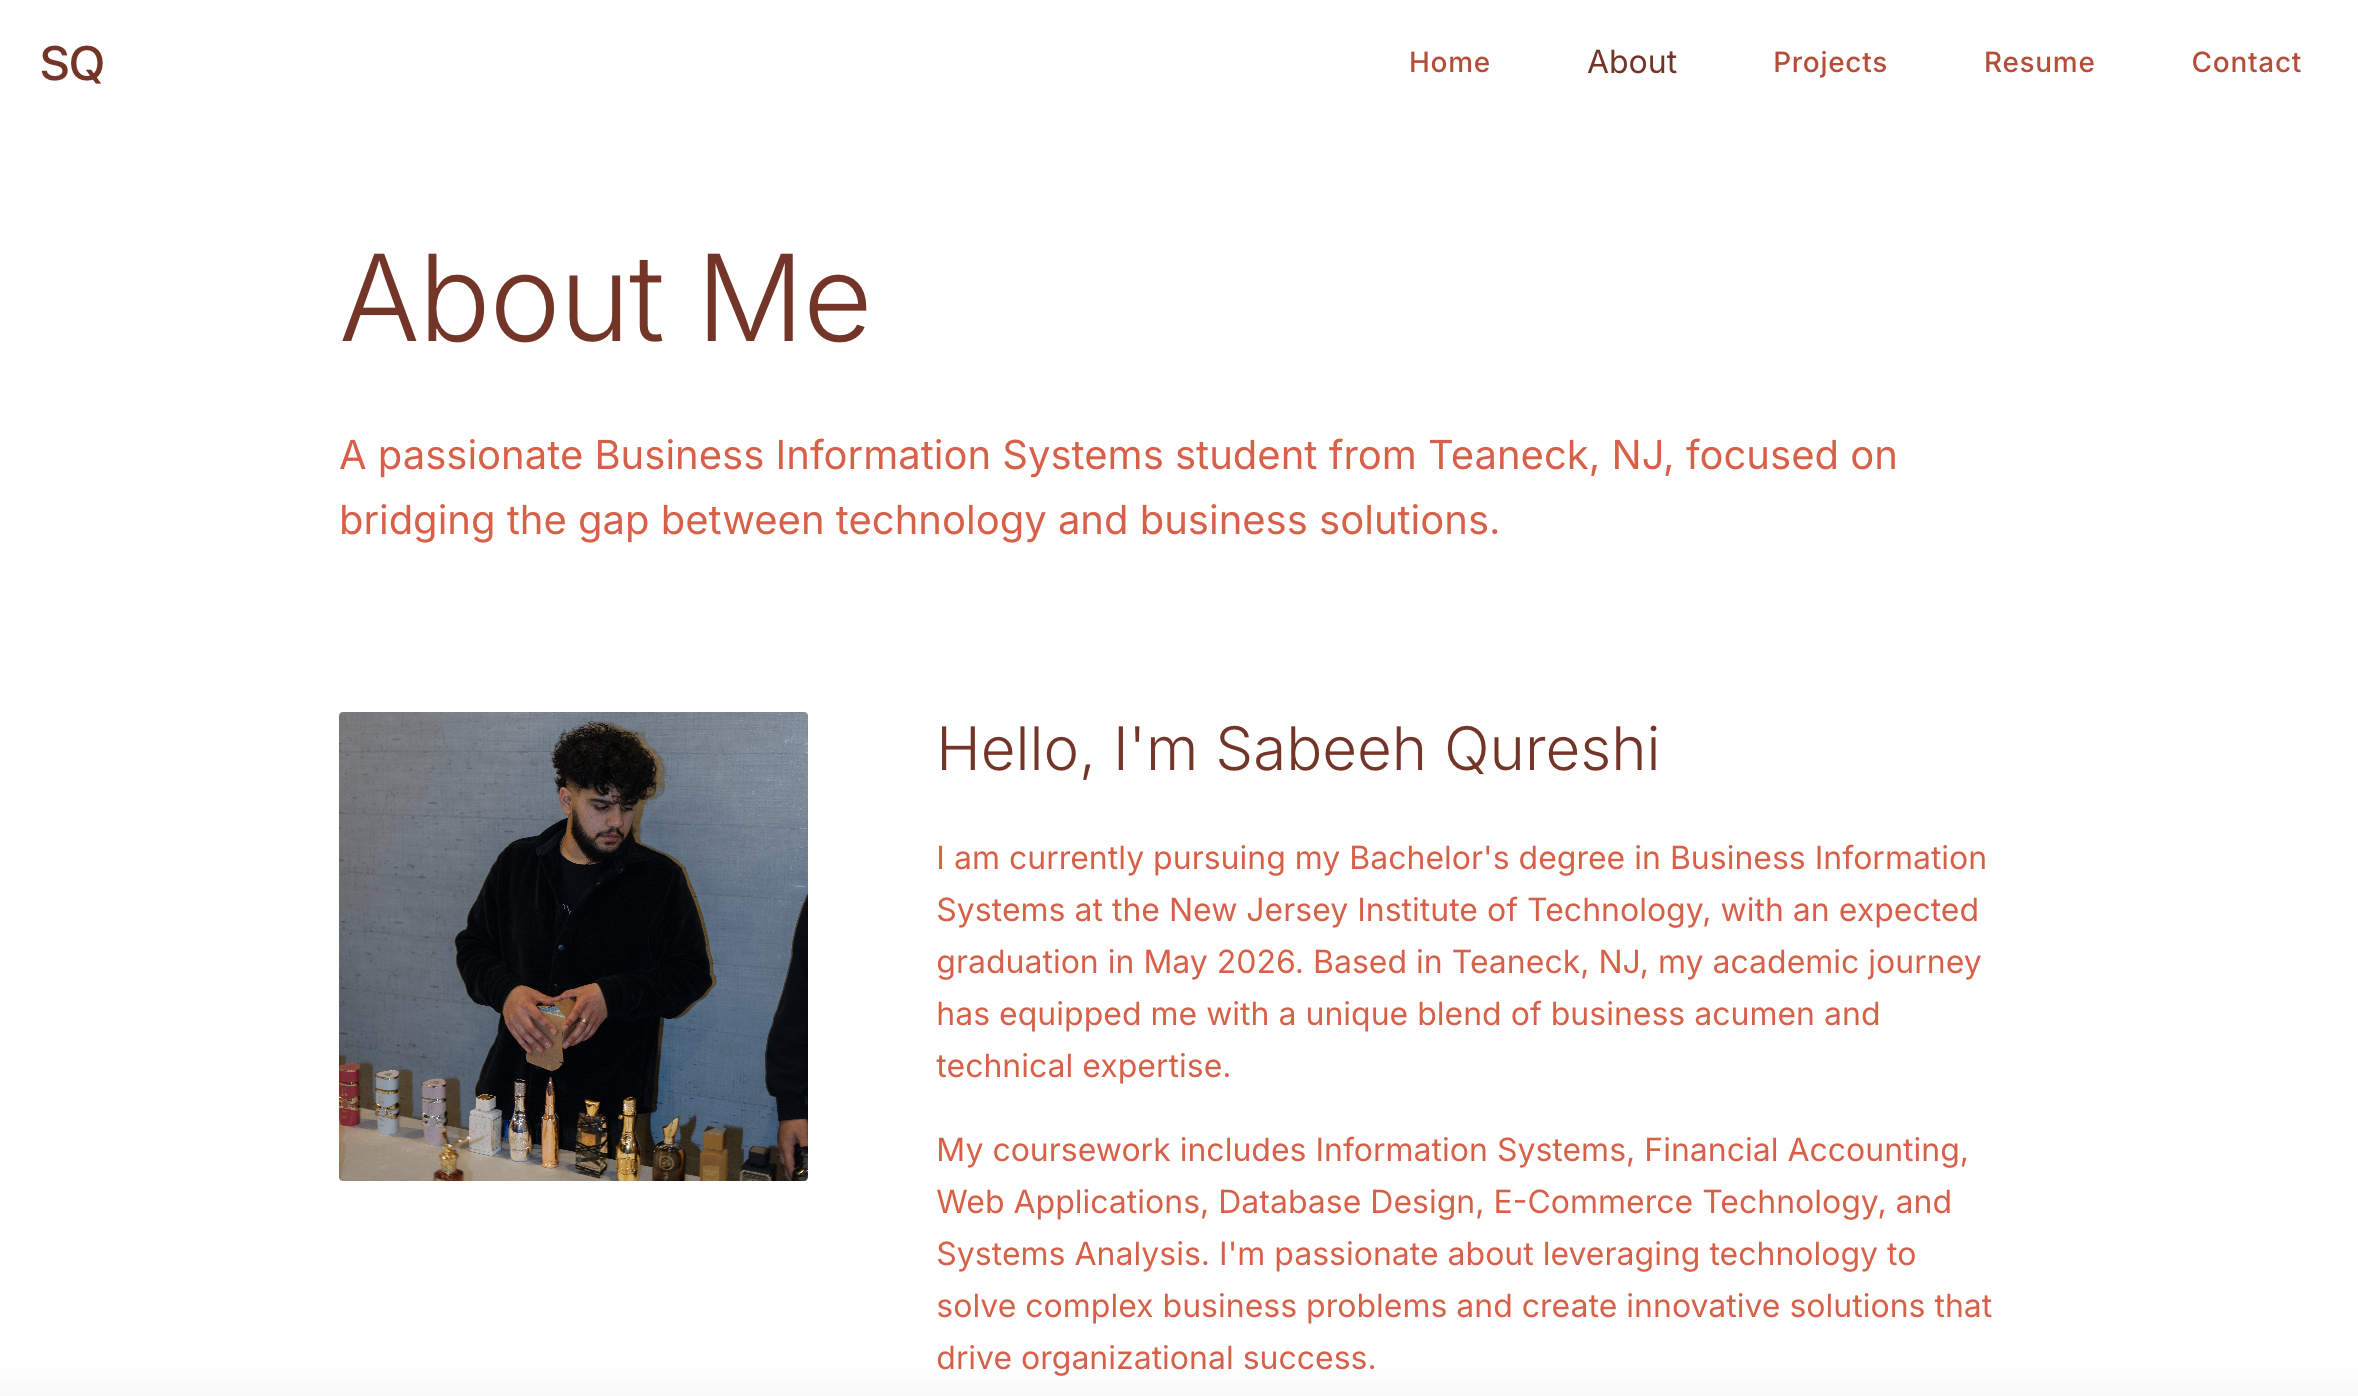 SQ
Home
About
Projects
Resume
Contact
About Me
A passionate Business Information Systems student from Teaneck, NJ, focused on
bridging the gap between technology and business solutions.
Hello, I'm Sabeeh Qureshi
I am currently pursuing my Bachelor's degree in Business Information
Systems at the New Jersey Institute of Technology, with an expected
graduation in May 2026. Based in Teaneck, NJ, my academic journey
has equipped me with a unique blend of business acumen and
technical expertise.
My coursework includes Information Systems, Financial Accounting,
Web Applications, Database Design, E-Commerce Technology, and
Systems Analysis. I'm passionate about leveraging technology to
solve complex business problems and create innovative solutions that
drive organizational success.